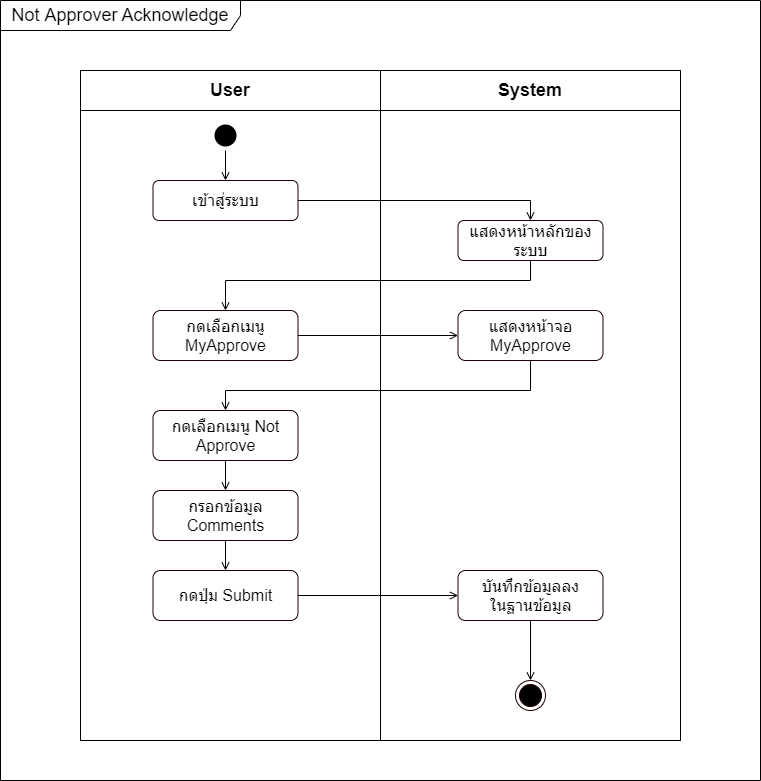 Not Approver Acknowledge
User
System
เข้าสู่ระบบ
แสดงหน้าหลักของ
ระบบ
กดเลือกเมนู
MyApprove
แสดงหน้าจอ
MyApprove
กดเลือกเมนู Not
Approve
กรอกข้อมูล
Comments
กดปุ่ม Submit
บันทึกข้อมูลลง
ในฐานข้อมูล